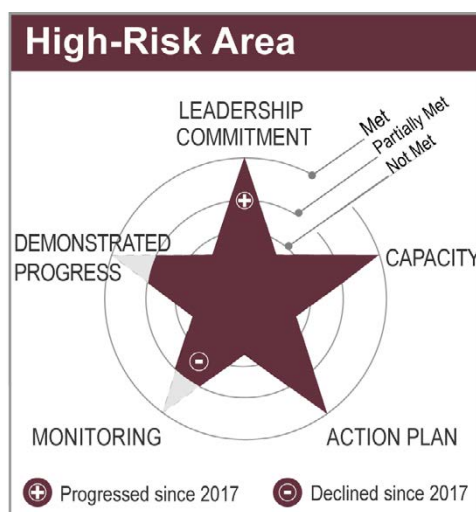 High-Risk Area
LEADERSHIP
COMMITMENT
Met
Partially Met
Not Met
DEMONSTRATED
PROGRESS
CAPACITY
MONITORING
ACTION PLAN
Progressed since 2017
Declined since 2017